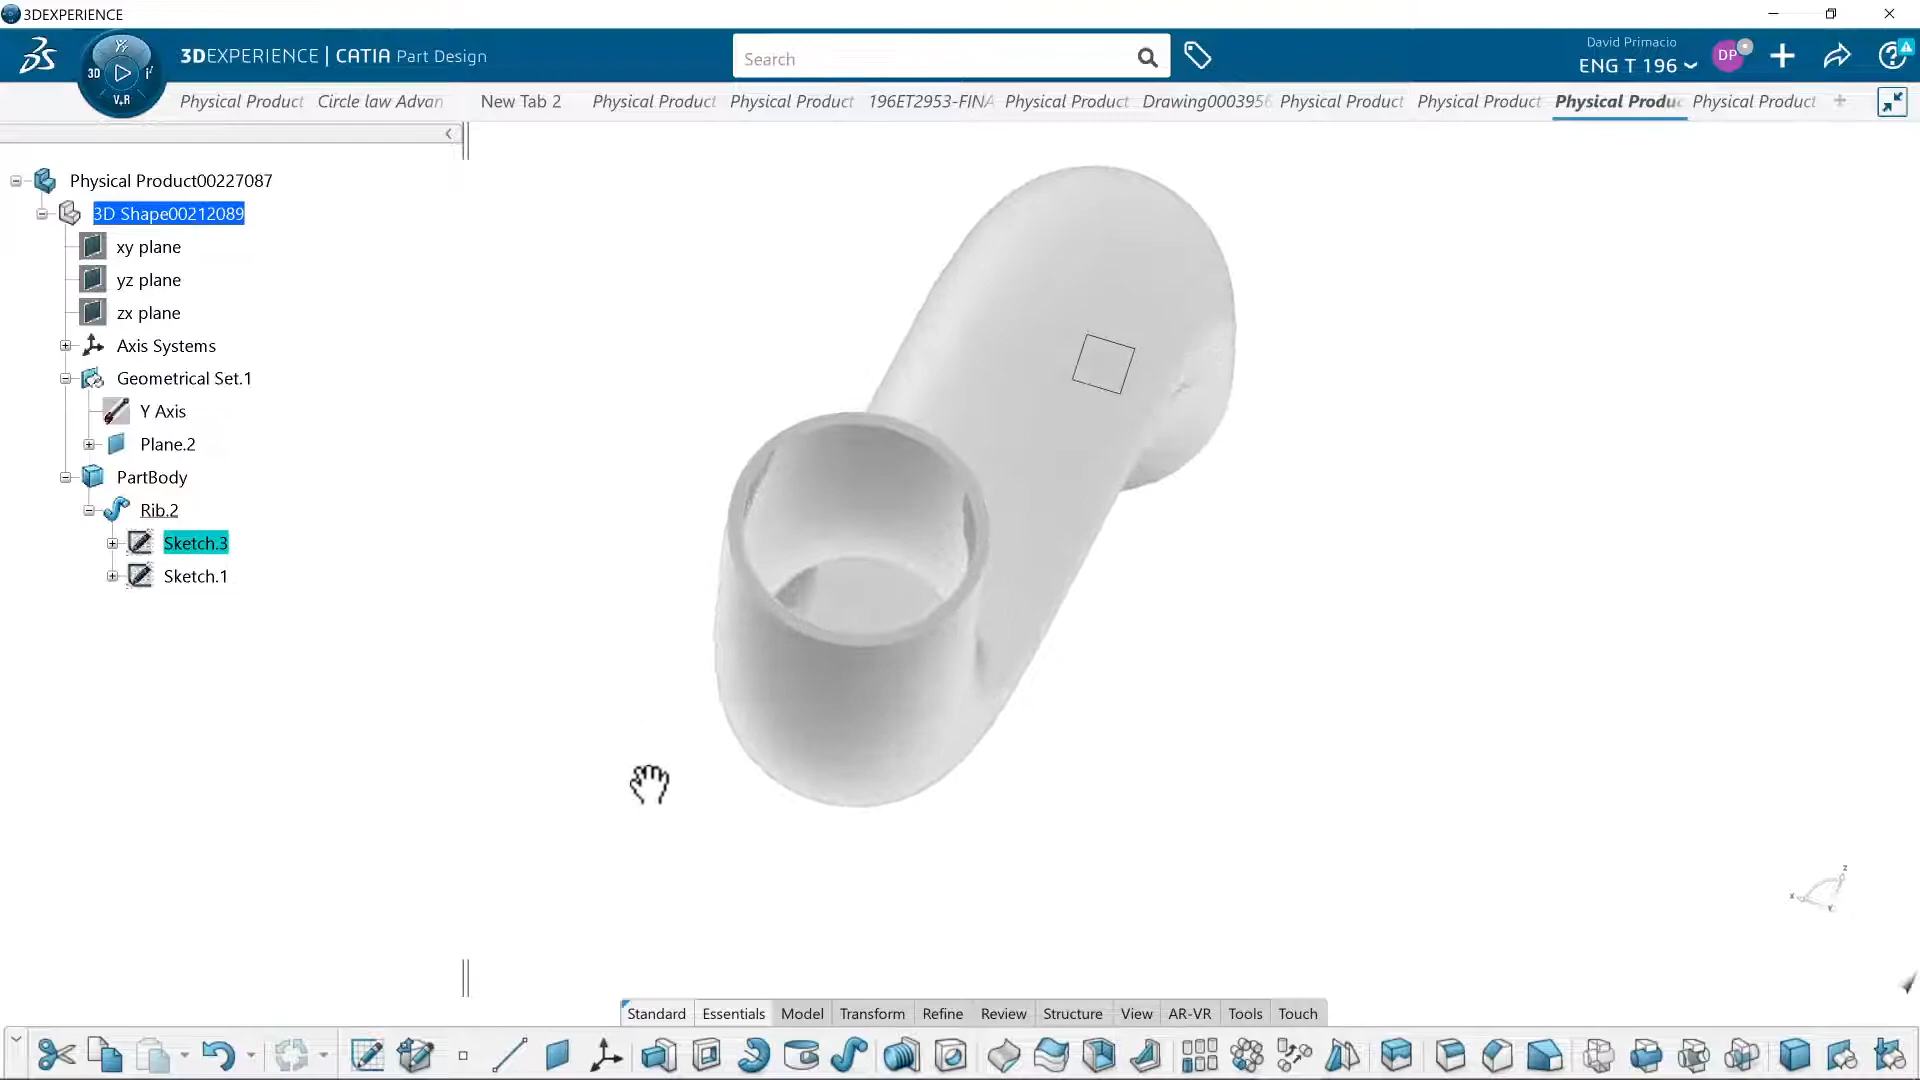 3DEXPERIENCE
3DEXPERIENCE | CATIA Part Design
Search
David Primacio
ENG T 196
DP
3D
V.R
Physical Product
Circle law Advan
New Tab 2
Physical Product
Physical Product
196ET2953-FINA
Physical Product
Drawing0003956
Physical Product
Physical Product
Physical Produc
Physical Product
Physical Product00227087
3D Shape00212089
xy plane
yz plane
zx plane
Axis Systems
Geometrical Set.1
Y Axis
Plane.2
PartBody
Rib.2
Sketch.3
Sketch.1
z
x
Y
Standard
Essentials
Model
Transform
Refine
Review
Structure
View
AR-VR
Tools
Touch